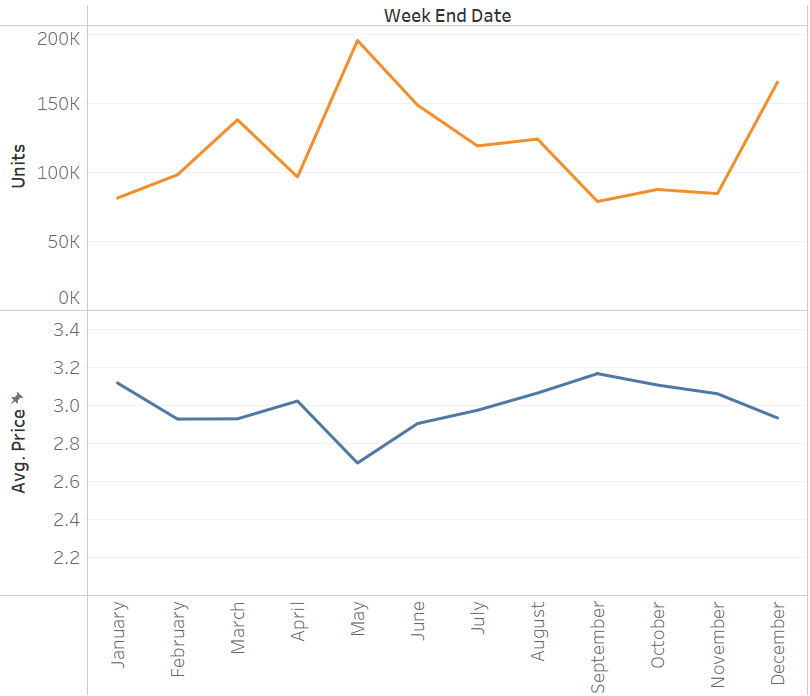 Week End Date
200K
150K
100K
50K
0K
Units
3.4
3.2
3.0
2.8
2.6
2.4
2.2
Avg. Price
January
February
March
April
May
June
July
August
September
October
November
December